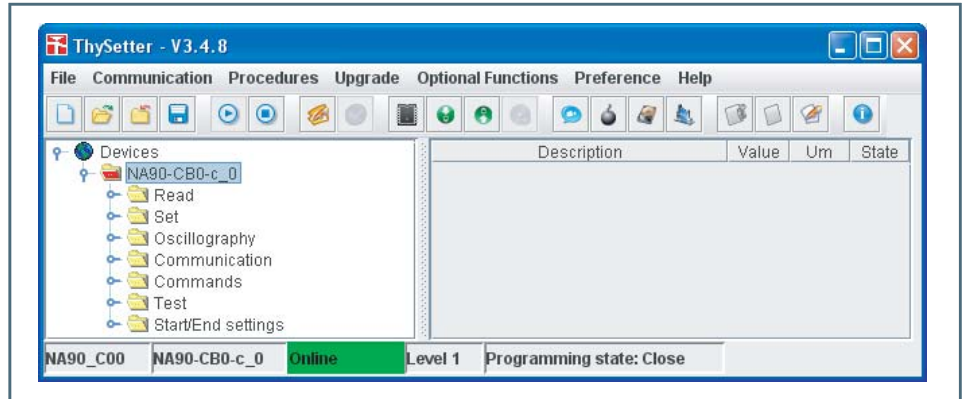 ThySetter - V3.4.8
File Communication Procedures Upgrade Optional Functions Preference Help
Devices
NA90-CB0-c_0
Read
Set
Oscillography
Communication
Commands
Test
Start/End settings
Description Value Um State
NA90_C00 NA90-CB0-c_0 Online Level 1 Programming state: Close